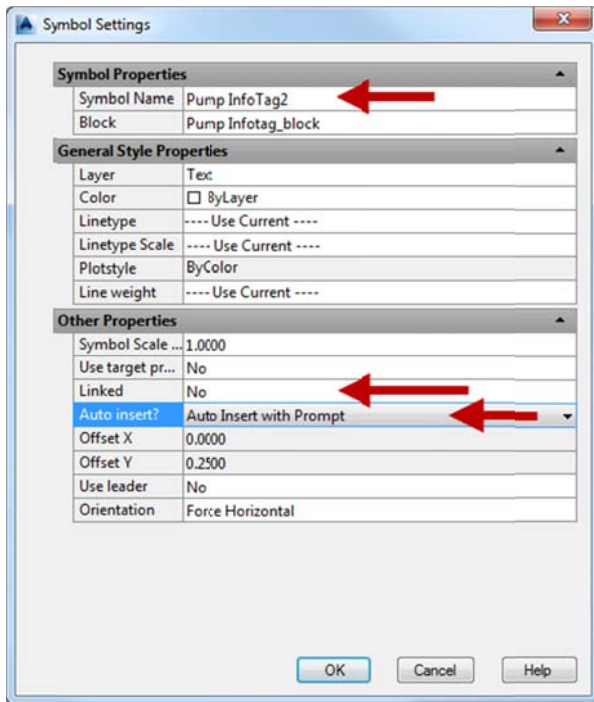 Symbol Settings
Symbol Properties
Symbol Name Pump InfoTag2
Block Pump Infotag_block
General Style Properties
Layer Text
Color ByLayer
Linetype ---- Use Current ----
Linetype Scale ---- Use Current ----
Plotstyle ByColor
Line weight ---- Use Current ----
Other Properties
Symbol Scale ... 1.0000
Use target pr... No
Linked No
Auto insert? Auto Insert with Prompt
Offset X 0.0000
Offset Y 0.2500
Use leader No
Orientation Force Horizontal
OK Cancel Help